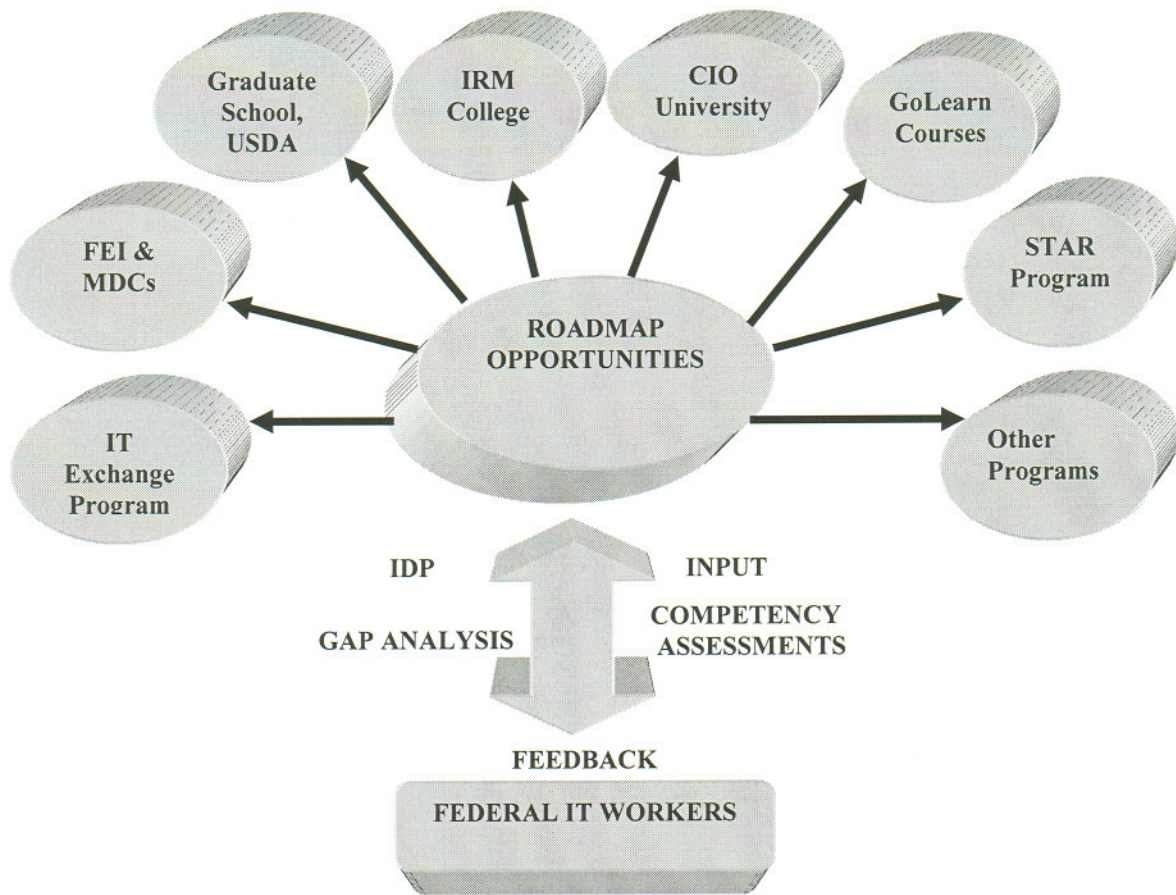 Graduate
School,
USDA
IRM
College
CIO
University
GoLearn
Courses
FEI &
MDCs
STAR
Program
ROADMAP
OPPORTUNITIES
IT
Exchange
Program
Other
Programs
IDP
INPUT
GAP ANALYSIS
COMPETENCY
ASSESSMENTS
FEEDBACK
FEDERAL IT WORKERS